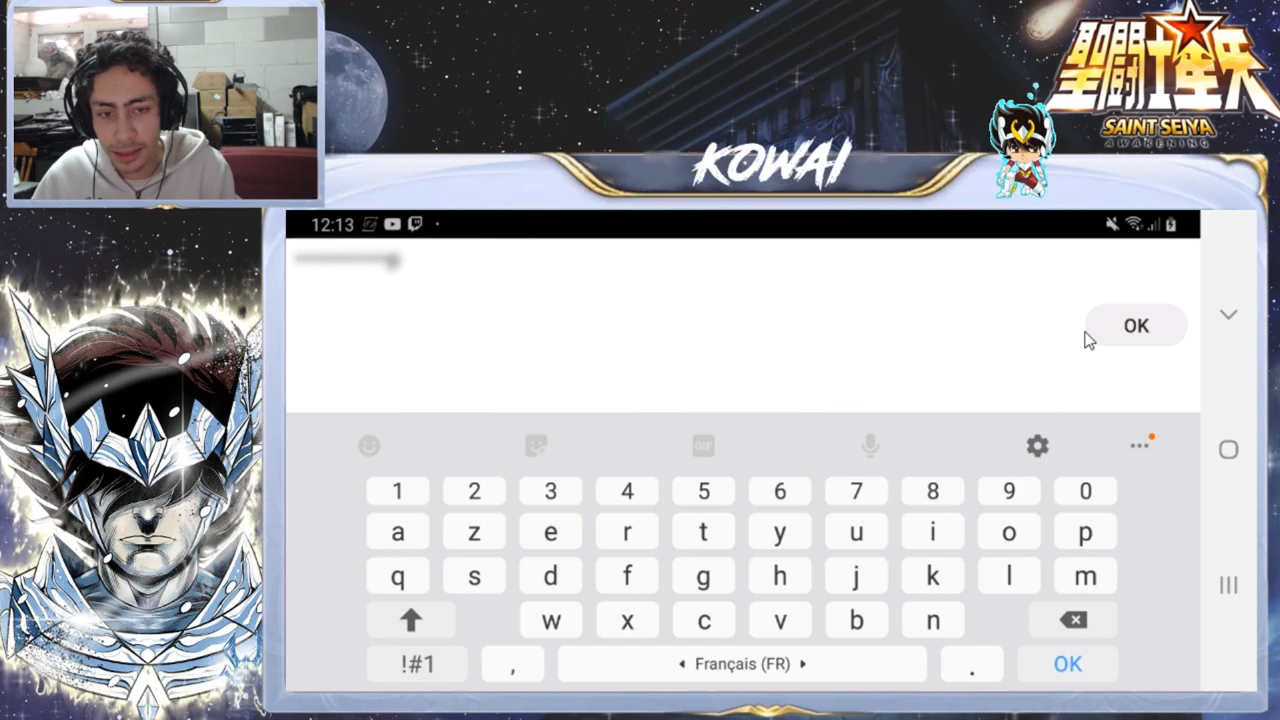 聖闘士星矢
SAINT SEIYA
AWAKENING
KOWAI
12:13
OK
GIF
1 2 3 4 5 6 7 8 9 0
a z e r t y u i o p
q s d f g h j k l m
w x c v b n
!#1 , Français (FR) . OK